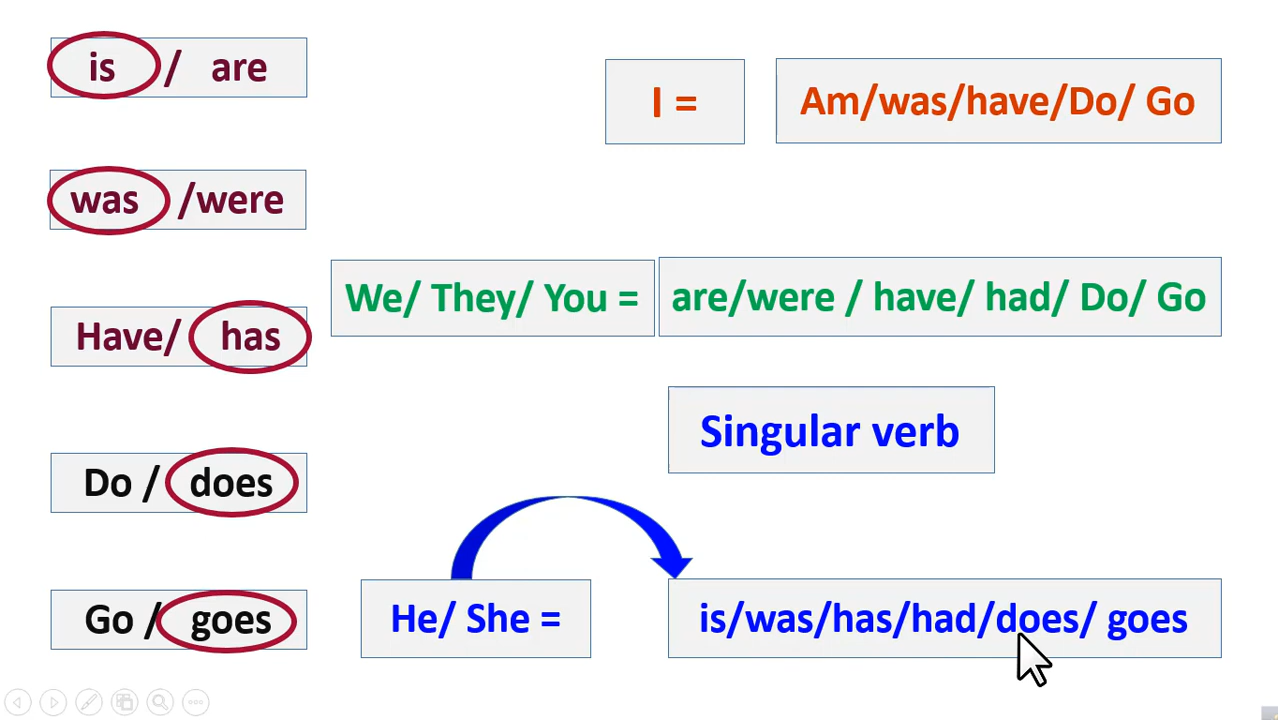 is / are
was /were
Have/ has
Do / does
Go / goes
I =
Am/was/have/Do/ Go
We/ They/ You =
are/were / have/ had/ Do/ Go
Singular verb
He/ She =
is/was/has/had/does/ goes